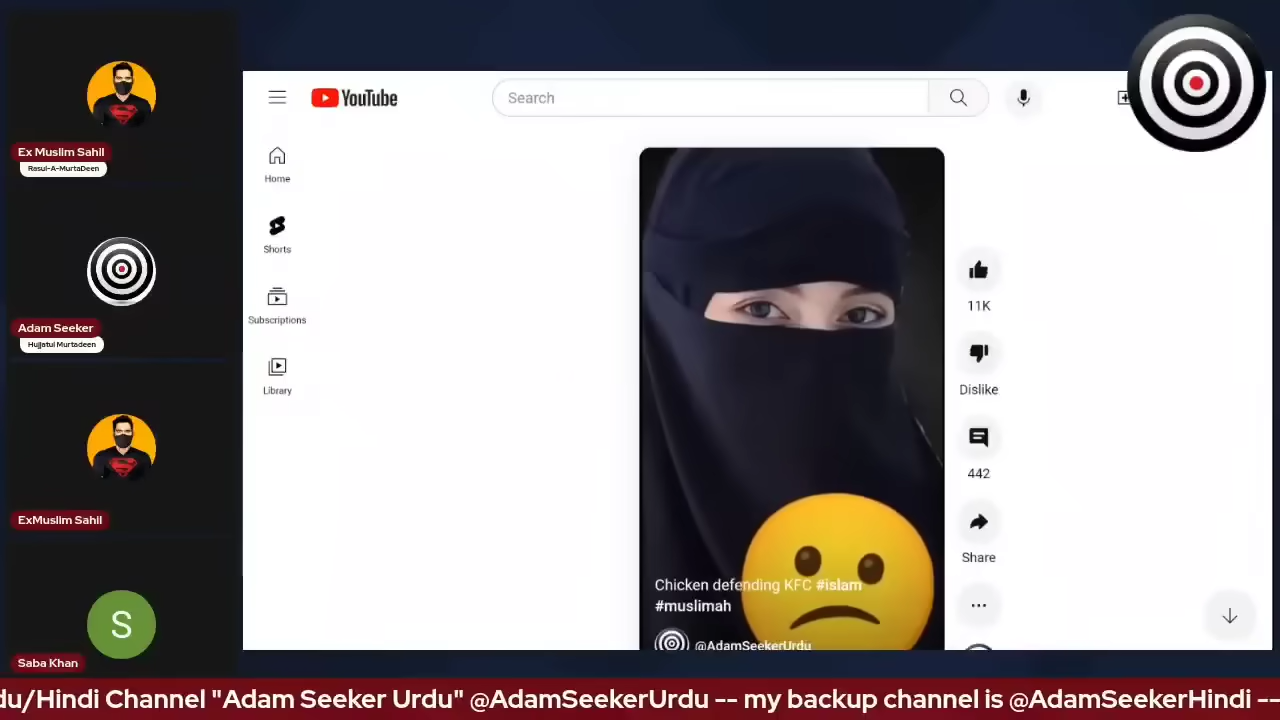 Ex Muslim Sahil
Rasul-A-MurtaDeen
Adam Seeker
Hujjatul Murtadeen
ExMuslim Sahil
S
Saba Khan
YouTube
Search
Home
Shorts
Subscriptions
Library
11K
Dislike
442
Share
Chicken defending KFC #islam
#muslimah
@AdamSeekerUrdu
du/Hindi Channel "Adam Seeker Urdu" @AdamSeekerUrdu -- my backup channel is @AdamSeekerHindi --